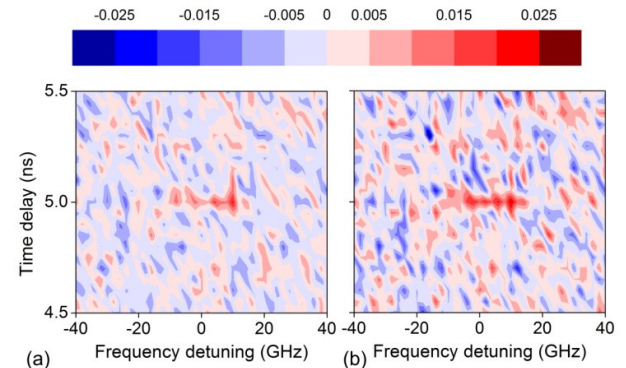 -0.025 -0.015 -0.005 0 0.005 0.015 0.025
5.5
5.0
4.5
Time delay (ns)
-40 -20 0 20 40 -40 -20 0 20 40
(a) Frequency detuning (GHz) (b) Frequency detuning (GHz)